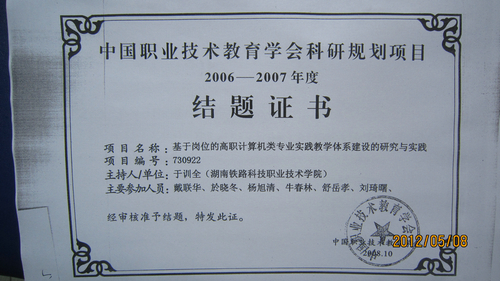 中国职业技术教育学会科研规划项目
2006—2007年度
结题证书
项目名称：基于岗位的高职计算机类专业实践教学体系建设的研究与实践
项目编号：730922
主持人/单位：于训全（湖南铁路科技职业技术学院）
主要参加人员：戴联华、於晓冬、杨旭清、牛春林、舒岳孝、刘琦曙、
经审核准予结题，特发此证。
中国职业技术教育学会
2008.10
2012/05/08